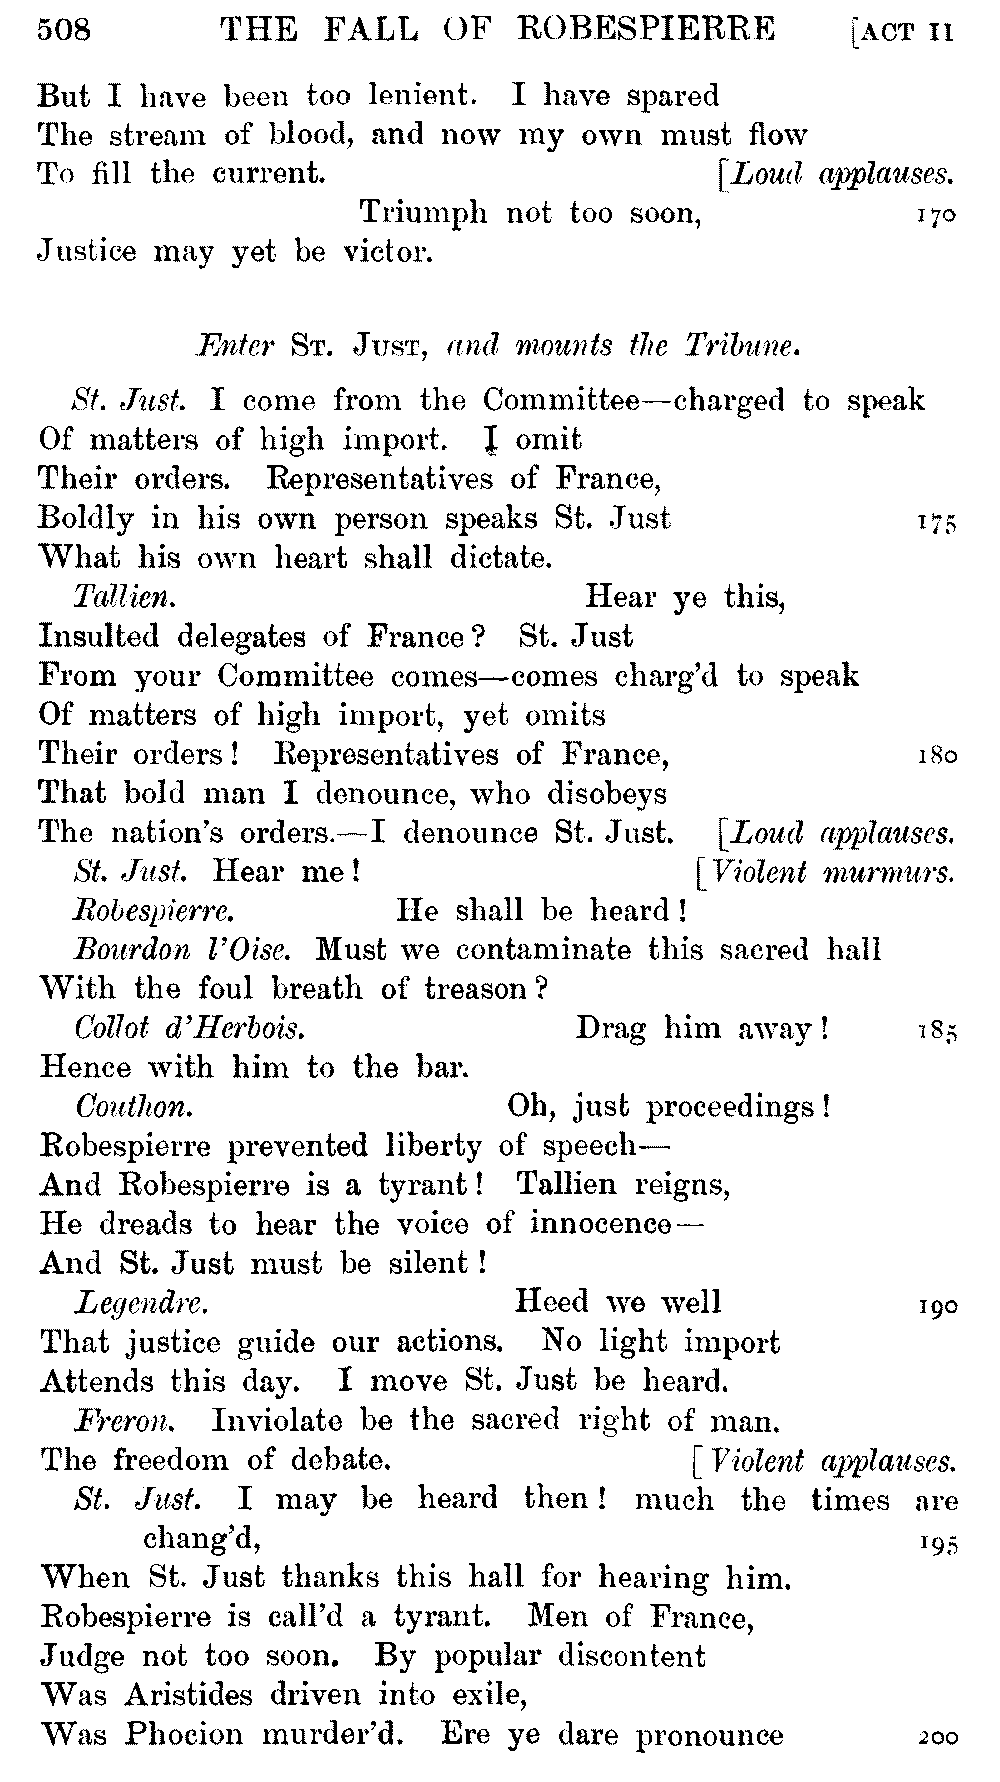 508 THE FALL OF ROBESPIERRE [ACT II
But I have been too lenient. I have spared
The stream of blood, and now my own must flow
To fill the current. [Loud applauses.
Triumph not too soon, 170
Justice may yet be victor.
Enter ST. JUST, and mounts the Tribune.
St. Just. I come from the Committee—charged to speak
Of matters of high import. I omit
Their orders. Representatives of France,
Boldly in his own person speaks St. Just 175
What his own heart shall dictate.
Tallien. Hear ye this,
Insulted delegates of France? St. Just
From your Committee comes—comes charg'd to speak
Of matters of high import, yet omits
Their orders! Representatives of France, 180
That bold man I denounce, who disobeys
The nation's orders.—I denounce St. Just. [Loud applauses.
St. Just. Hear me! [Violent murmurs.
Robespierre. He shall be heard!
Bourdon l'Oise. Must we contaminate this sacred hall
With the foul breath of treason?
Collot d'Herbois. Drag him away! 185
Hence with him to the bar.
Couthon. Oh, just proceedings!
Robespierre prevented liberty of speech—
And Robespierre is a tyrant! Tallien reigns,
He dreads to hear the voice of innocence—
And St. Just must be silent!
Legendre. Heed we well 190
That justice guide our actions. No light import
Attends this day. I move St. Just be heard.
Freron. Inviolate be the sacred right of man.
The freedom of debate. [Violent applauses.
St. Just. I may be heard then! much the times are
chang'd, 195
When St. Just thanks this hall for hearing him.
Robespierre is call'd a tyrant. Men of France,
Judge not too soon. By popular discontent
Was Aristides driven into exile,
Was Phocion murder'd. Ere ye dare pronounce 200